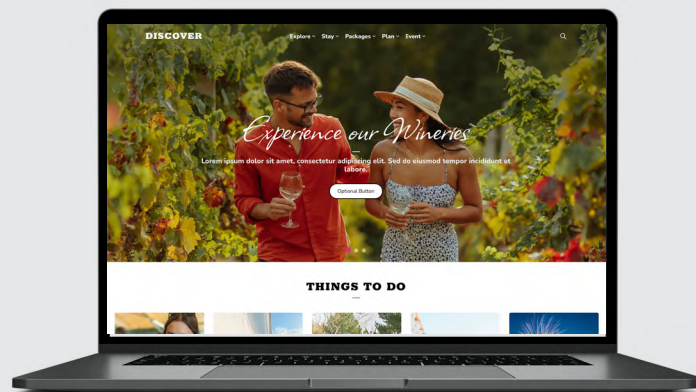 DISCOVER
Explore Stay Packages Plan Event
Experience our Wineries
Lorem ipsum dolor sit amet, consectetur adipiscing elit. Sed do eiusmod tempor incididunt ut
labore.
Optional Button
THINGS TO DO